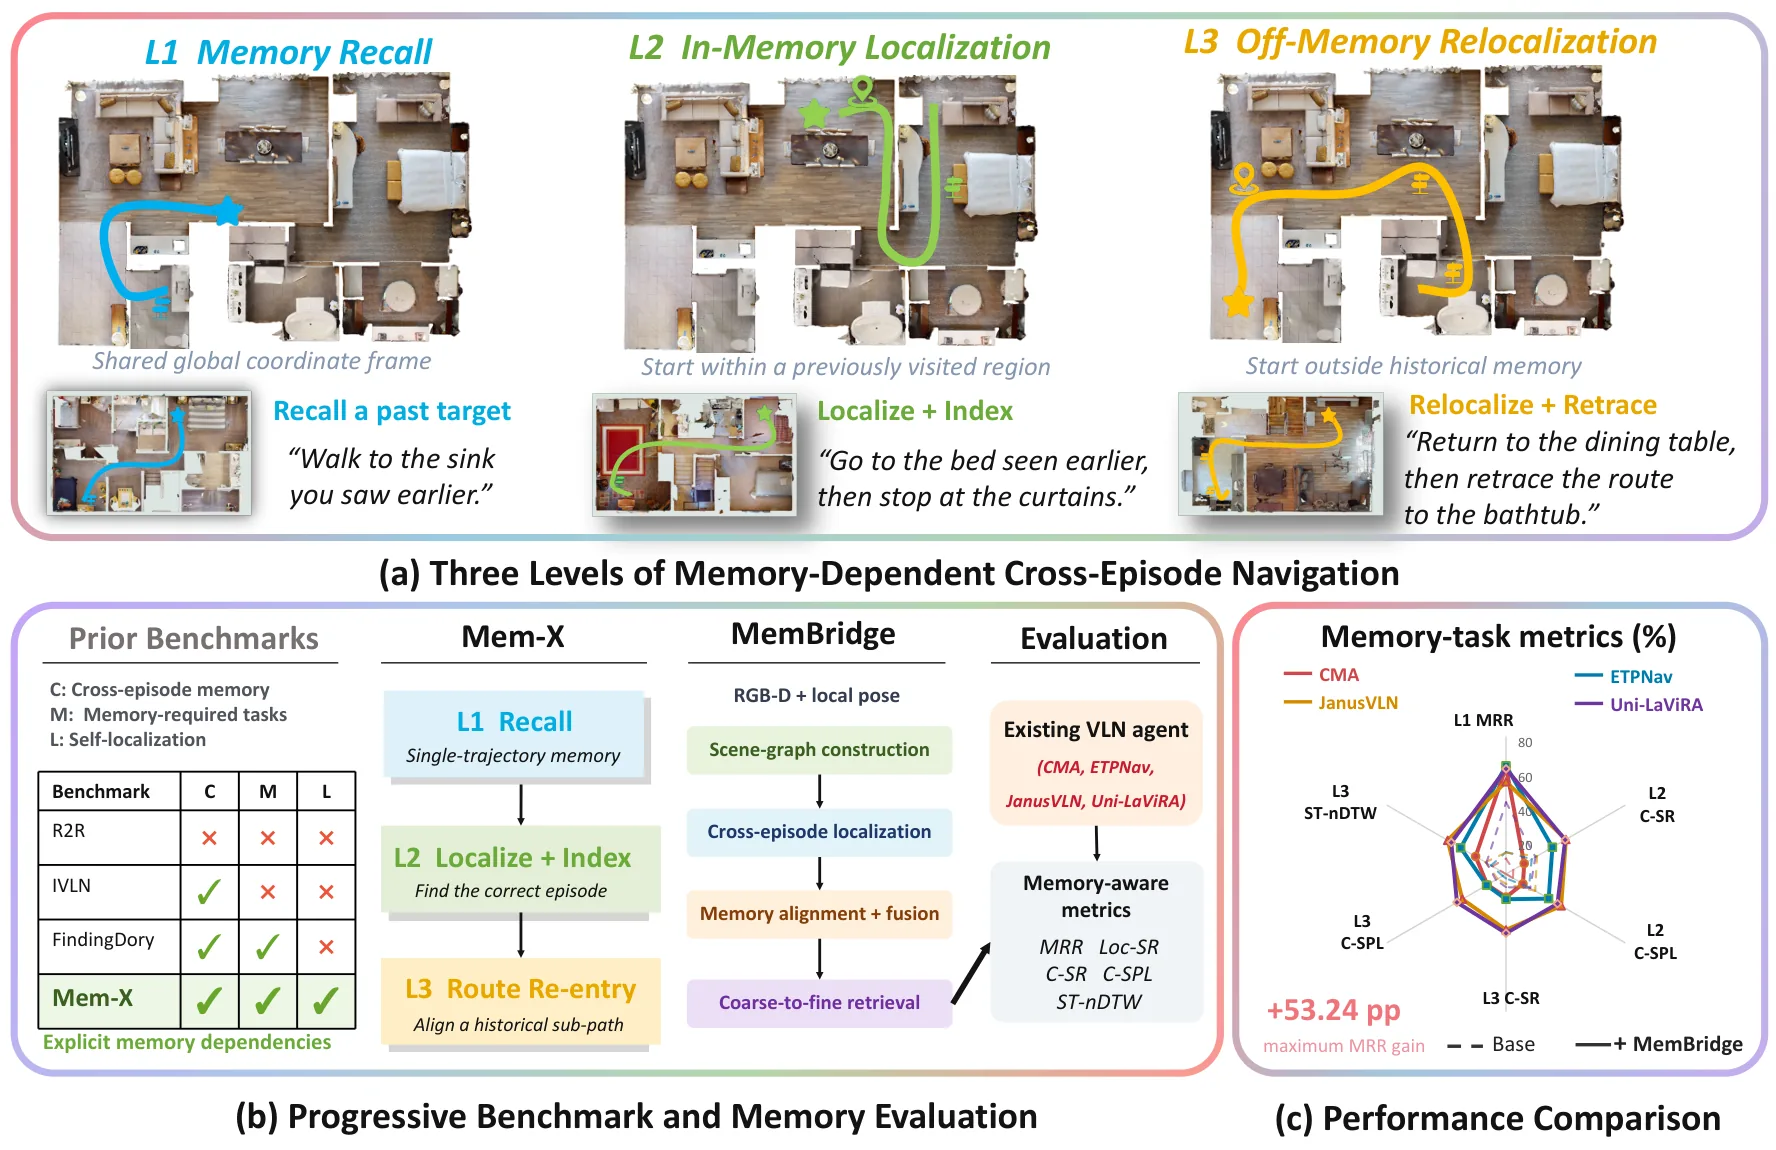 L1 Memory Recall
L2 In-Memory Localization
L3 Off-Memory Relocalization
Shared global coordinate frame
Start within a previously visited region
Start outside historical memory
Recall a past target
“Walk to the sink
you saw earlier.”
Localize + Index
“Go to the bed seen earlier,
then stop at the curtains.”
Relocalize + Retrace
“Return to the dining table,
then retrace the route
to the bathtub.”
(a) Three Levels of Memory-Dependent Cross-Episode Navigation
Prior Benchmarks
C: Cross-episode memory
M: Memory-required tasks
L: Self-localization
Benchmark C M L
R2R × × ×
IVLN ✓ × ×
FindingDory ✓ ✓ ×
Mem-X ✓ ✓ ✓
Explicit memory dependencies
Mem-X
L1 Recall
Single-trajectory memory
L2 Localize + Index
Find the correct episode
L3 Route Re-entry
Align a historical sub-path
MemBridge
RGB-D + local pose
Scene-graph construction
Cross-episode localization
Memory alignment + fusion
Coarse-to-fine retrieval
Evaluation
Existing VLN agent
(CMA, ETPNav,
JanusVLN, Uni-LaViRA)
Memory-aware
metrics
MRR Loc-SR
C-SR C-SPL
ST-nDTW
(b) Progressive Benchmark and Memory Evaluation
Memory-task metrics (%)
CMA
ETPNav
JanusVLN
Uni-LaViRA
L1 MRR
80
60
40
20
0
L2
C-SR
L2
C-SPL
L3 C-SR
L3
C-SPL
L3
ST-nDTW
+53.24 pp
maximum MRR gain
Base
+ MemBridge
(c) Performance Comparison